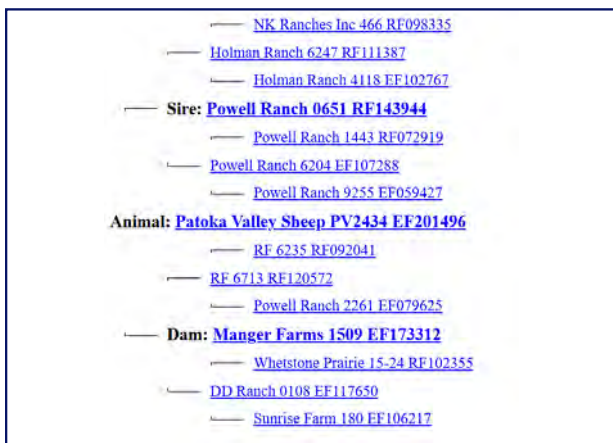 NK Ranches Inc 466 RF098335
Holman Ranch 6247 RF111387
Holman Ranch 4118 EF102767
Sire: Powell Ranch 0651 RF143944
Powell Ranch 1443 RF072919
Powell Ranch 6204 EF107288
Powell Ranch 9255 EF059427
Animal: Patoka Valley Sheep PV2434 EF201496
RF 6235 RF092041
RF 6713 RF120572
Powell Ranch 2261 EF079625
Dam: Manger Farms 1509 EF173312
Whetstone Prairie 15-24 RF102355
DD Ranch 0108 EF117650
Sunrise Farm 180 EF106217